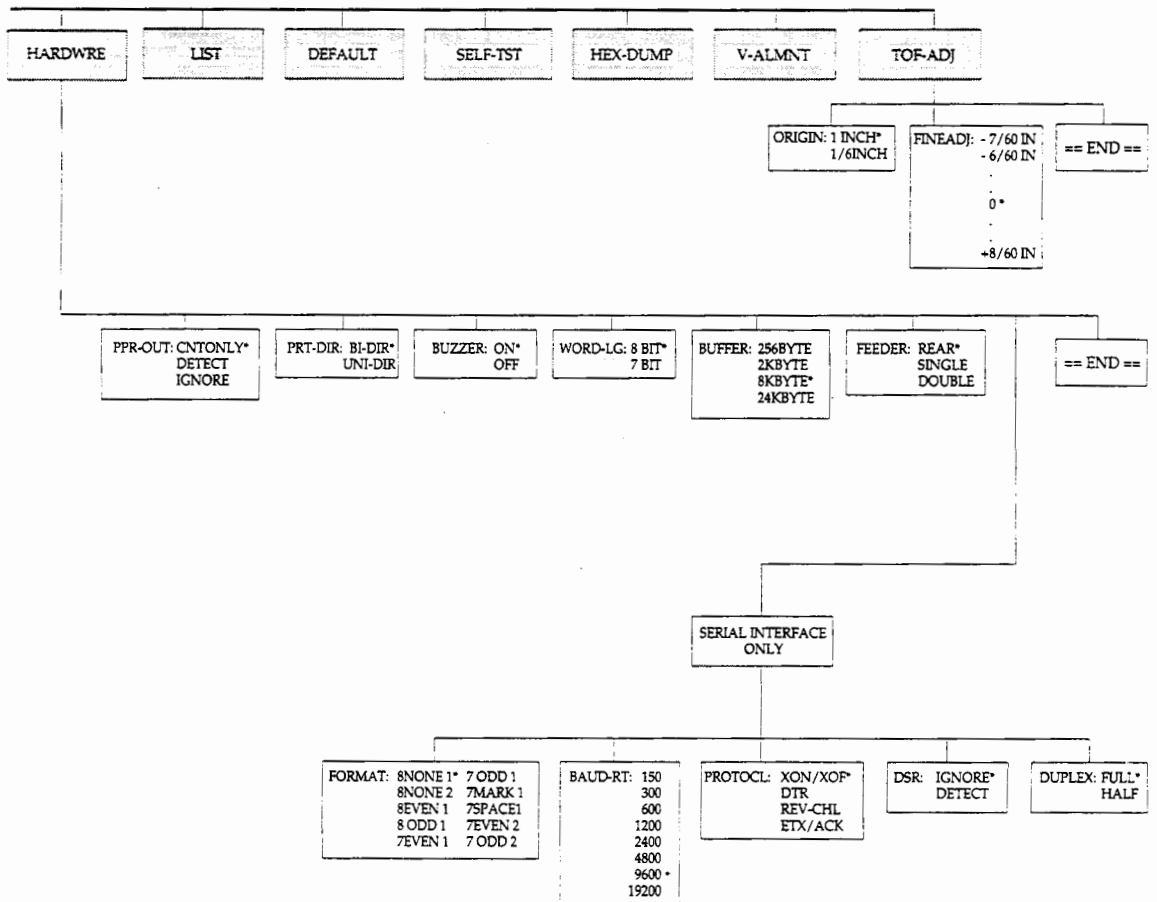 HARDWRE LIST DEFAULT SELF-TST HEX-DUMP V-ALMNT TOF-ADJ
ORIGIN: 1 INCH*
1/6INCH
FINEADJ: - 7/60 IN
- 6/60 IN
.
.
0 *
.
.
+8/60 IN
== END ==
PPR-OUT: CNTONLY*
DETECT
IGNORE
PRT-DIR: BI-DIR*
UNI-DIR
BUZZER: ON*
OFF
WORD-LG: 8 BIT*
7 BIT
BUFFER: 256BYTE
2KBYTE
8KBYTE*
24KBYTE
FEEDER: REAR*
SINGLE
DOUBLE
== END ==
SERIAL INTERFACE
ONLY
FORMAT: 8NONE 1* 7 ODD 1
8NONE 2 7MARK 1
8EVEN 1 7SPACE1
8 ODD 1 7EVEN 2
7EVEN 1 7 ODD 2
BAUD-RT: 150
300
600
1200
2400
4800
9600 *
19200
PROTOCL: XON/XOF*
DTR
REV-CHL
ETX/ACK
DSR: IGNORE*
DETECT
DUPLEX: FULL*
HALF